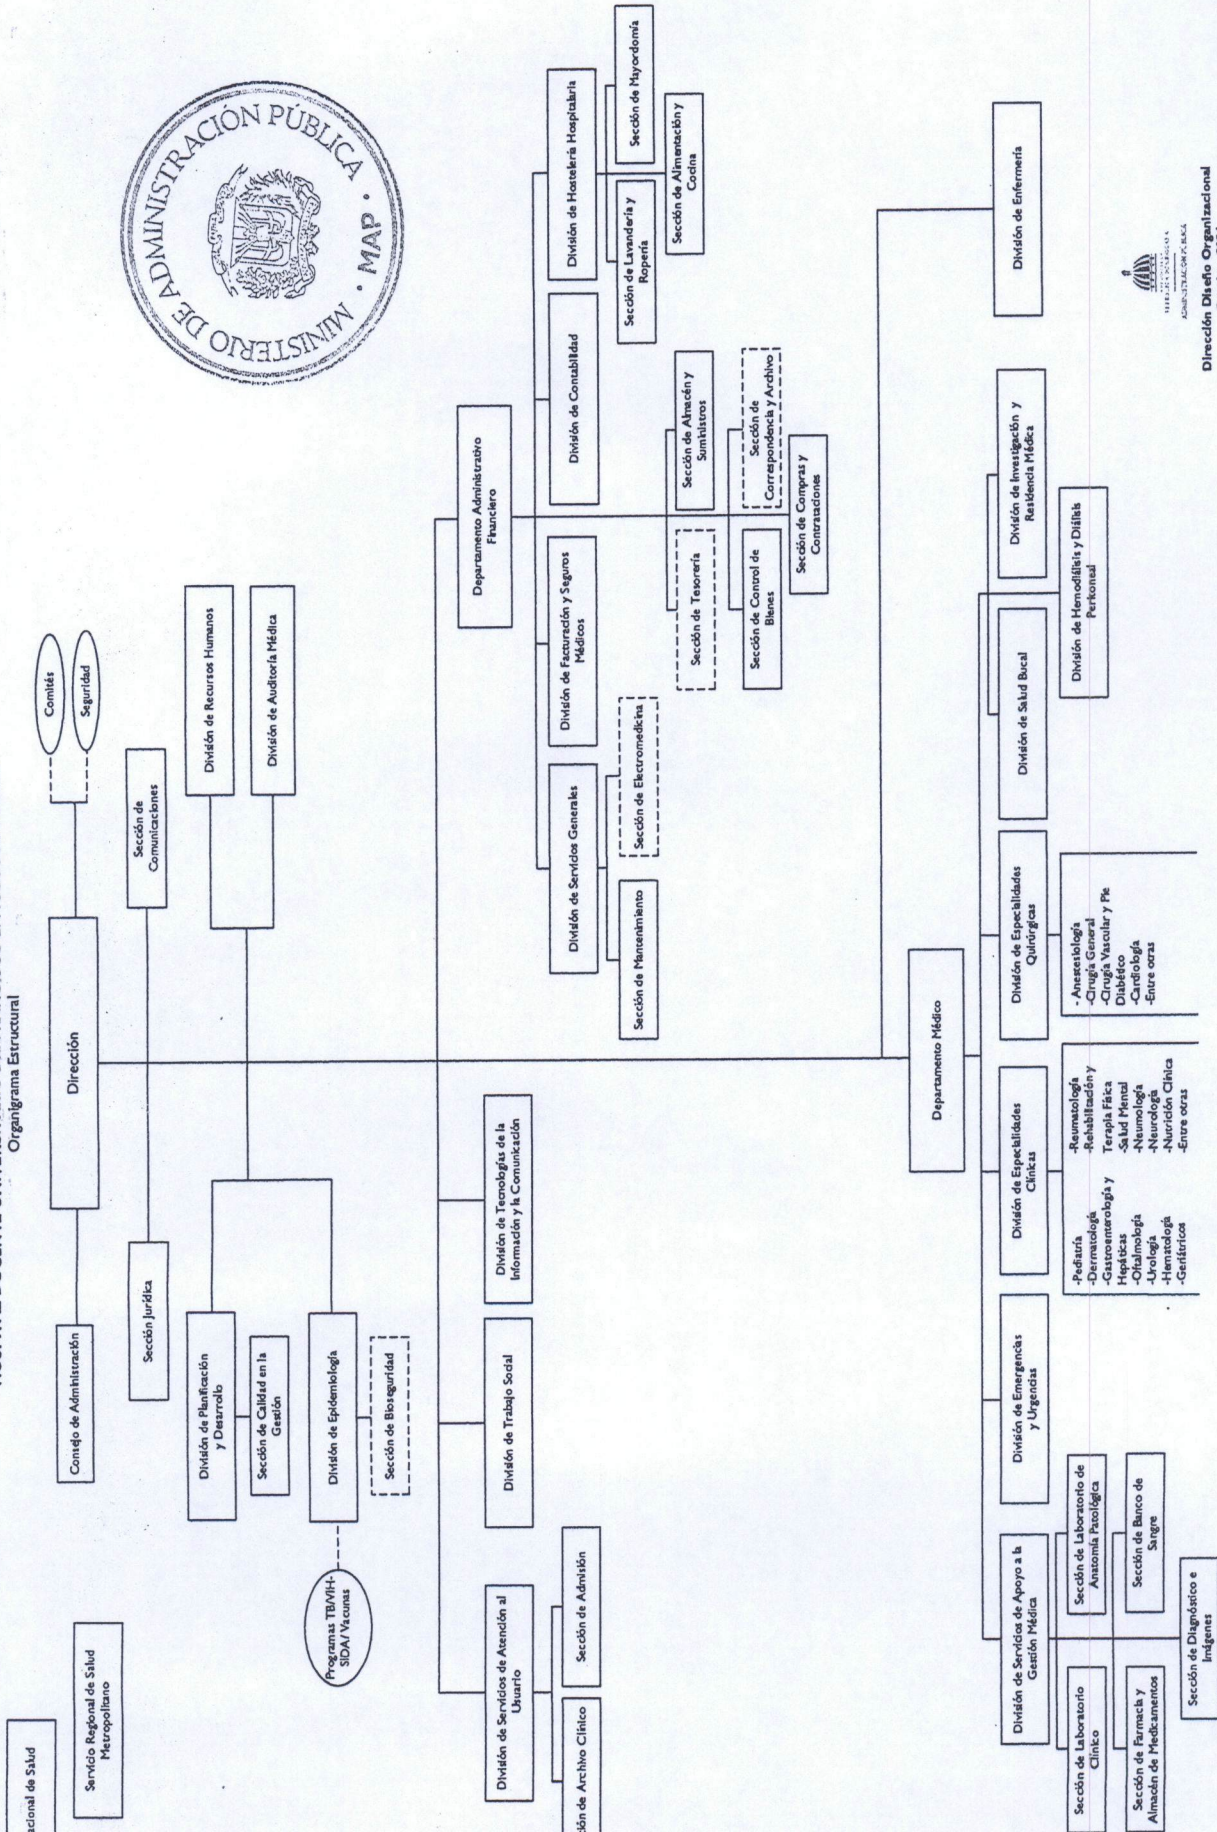 Organigrama Estructural
acional de Salud
Servicio Regional de Salud
Metropolitano
Consejo de Administración
Dirección
Comités
Seguridad
Sección Jurídica
Sección de
Comunicaciones
División de Planificación
y Desarrollo
Sección de Calidad en la
Gestión
División de Epidemiología
Sección de Bioseguridad
Programas TB/VIH-
SIDA/ Vacunas
División de Recursos Humanos
División de Auditoría Médica
MINISTERIO DE ADMINISTRACIÓN PÚBLICA
· MAP ·
División de Servicios de Atención al
Usuario
ión de Archivo Clínico
Sección de Admisión
División de Trabajo Social
División de Tecnologías de la
Información y la Comunicación
Departamento Administrativo
Financiero
División de Servicios Generales
Sección de Mantenimiento
Sección de Electromedicina
División de Facturación y Seguros
Médicos
División de Contabilidad
División de Hostelería Hospitalaria
Sección de Lavandería y
Ropería
Sección de Mayordomía
Sección de Alimentación y
Cocina
Sección de Tesorería
Sección de Almacén y
Suministros
Sección de Control de
Bienes
Sección de
Correspondencia y Archivo
Sección de Compras y
Contrataciones
Departamento Médico
División de Enfermería
División de Servicios de Apoyo a la
Gestión Médica
Sección de Laboratorio
Clínico
Sección de Laboratorio de
Anatomía Patológica
Sección de Farmacia y
Almacén de Medicamentos
Sección de Banco de
Sangre
Sección de Diagnóstico e
Imágenes
División de Emergencias
y Urgencias
División de Especialidades
Clínicas
-Pediatría
-Dermatología
-Gastroenterología y
Hepáticas
-Oftalmología
-Urología
-Hematología
-Geriátricos
-Reumatología
-Rehabilitación y
Terapia Física
-Salud Mental
-Neumología
-Neurología
-Nutrición Clínica
-Entre otras
División de Especialidades
Quirúrgicas
- Anestesiología
-Cirugía General
-Cirugía Vascular y Pie
Diabético
-Cardiología
-Entre otras
División de Salud Bucal
División de Investigación y
Residencia Médica
División de Hemodiálisis y Diálisis
Peritoneal
ADMINISTRACIÓN PÚBLICA
Dirección Diseño Organizacional